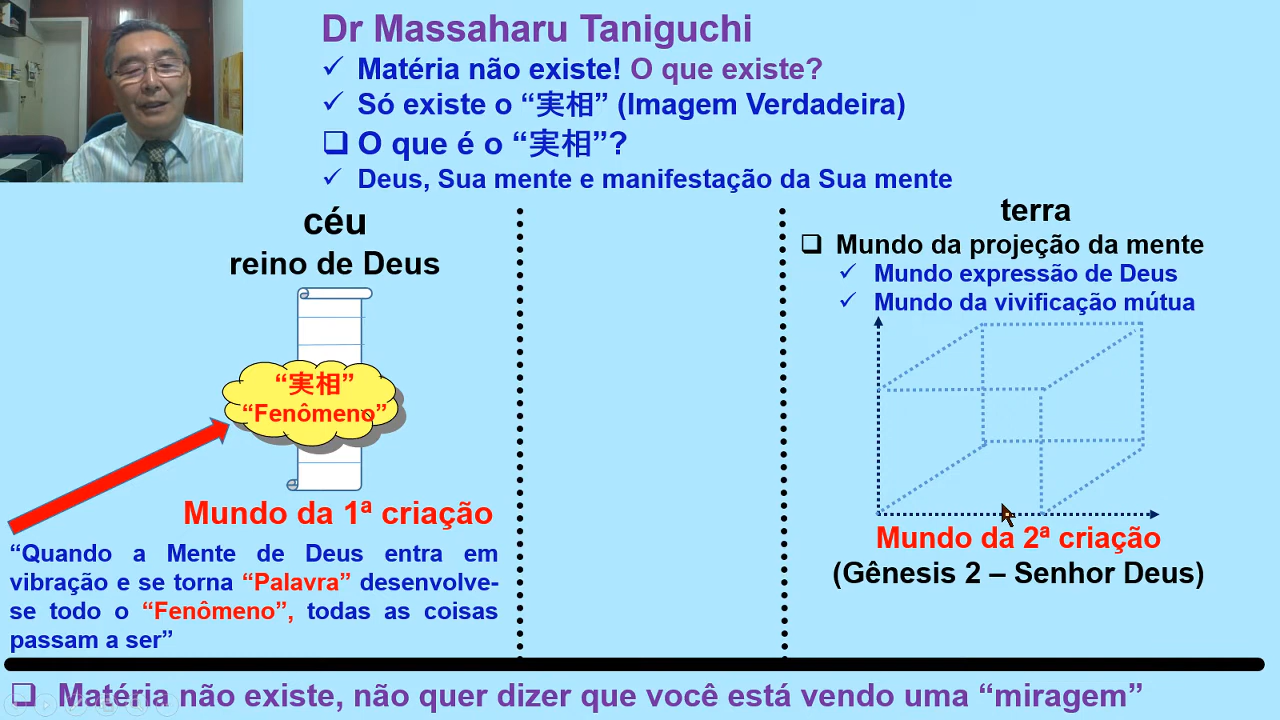 Dr Massaharu Taniguchi
✓ Matéria não existe! O que existe?
✓ Só existe o “実相” (Imagem Verdadeira)
❑ O que é o “実相”?
✓ Deus, Sua mente e manifestação da Sua mente
céu
reino de Deus
“実相”
“Fenômeno”
Mundo da 1ª criação
“Quando a Mente de Deus entra em
vibração e se torna “Palavra” desenvolve-
se todo o “Fenômeno”, todas as coisas
passam a ser”
terra
❑ Mundo da projeção da mente
✓ Mundo expressão de Deus
✓ Mundo da vivificação mútua
Mundo da 2ª criação
(Gênesis 2 – Senhor Deus)
❑ Matéria não existe, não quer dizer que você está vendo uma “miragem”